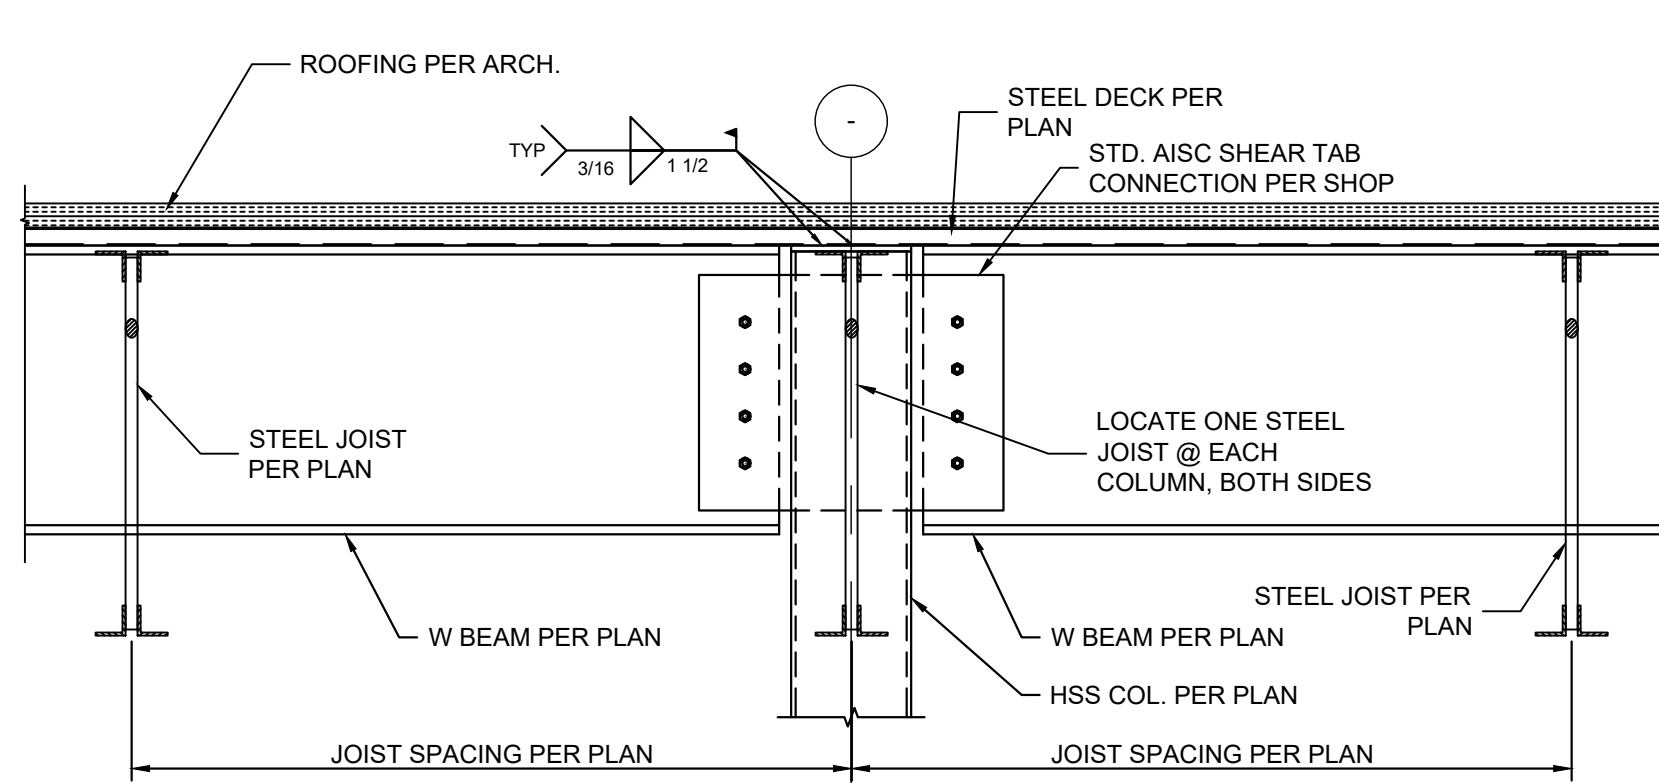 ROOFING PER ARCH.
STEEL DECK PER
PLAN
-
TYP
3/16
1 1/2
STD. AISC SHEAR TAB
CONNECTION PER SHOP
STEEL JOIST
PER PLAN
LOCATE ONE STEEL
JOIST @ EACH
COLUMN, BOTH SIDES
W BEAM PER PLAN
W BEAM PER PLAN
STEEL JOIST PER
PLAN
HSS COL. PER PLAN
JOIST SPACING PER PLAN
JOIST SPACING PER PLAN